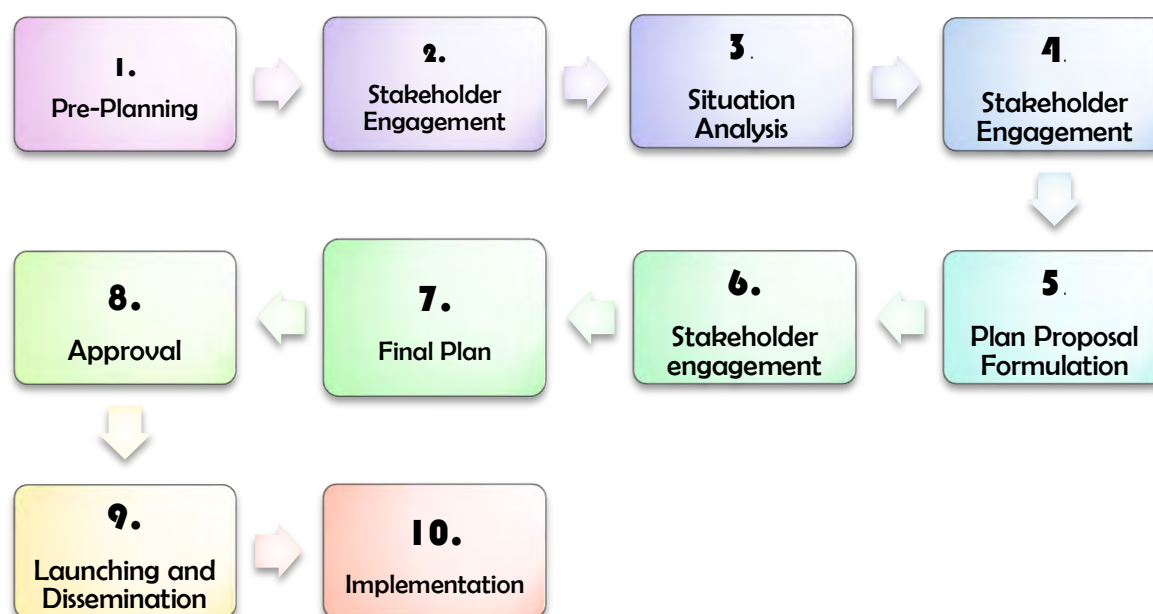 1.
Pre-Planning
2.
Stakeholder
Engagement
3.
Situation
Analysis
4.
Stakeholder
Engagement
5.
Plan Proposal
Formulation
6.
Stakeholder
engagement
7.
Final Plan
8.
Approval
9.
Launching and
Dissemination
10.
Implementation